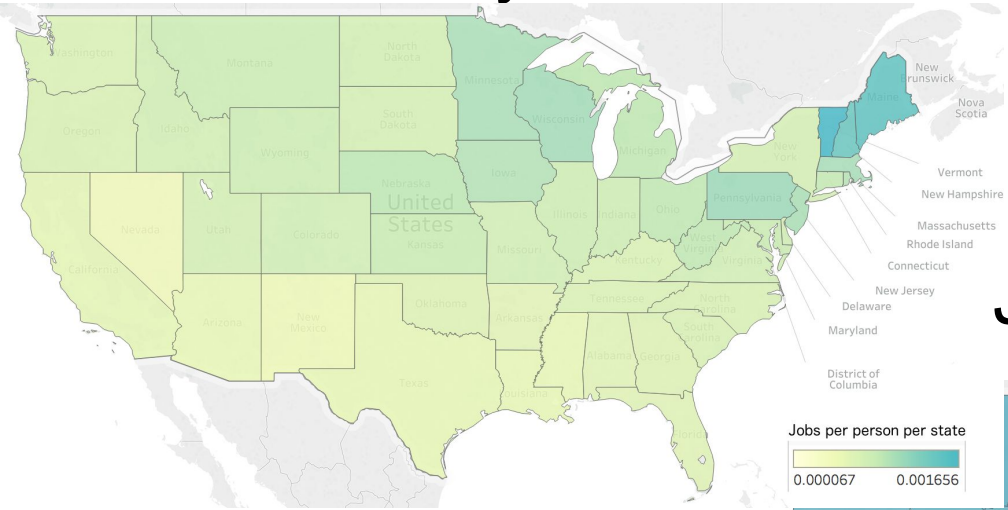 Washington
Montana
North
Dakota
Minnesota
New
Brunswick
Maine
Nova
Scotia
Oregon
Idaho
South
Dakota
Wisconsin
Michigan
New
York
Wyoming
Iowa
Vermont
New Hampshire
Nebraska
Pennsylvania
United
States
Illinois
Indiana
Ohio
Massachusetts
Rhode Island
Nevada
Utah
Colorado
Kansas
Missouri
West
Virginia
Virginia
Kentucky
Connecticut
California
New Jersey
Delaware
Oklahoma
Tennessee
North
Carolina
Maryland
Arizona
New
Mexico
Arkansas
South
Carolina
Alabama
Georgia
District of
Columbia
Texas
Louisiana
Florida
Jobs per person per state
0.000067
0.001656